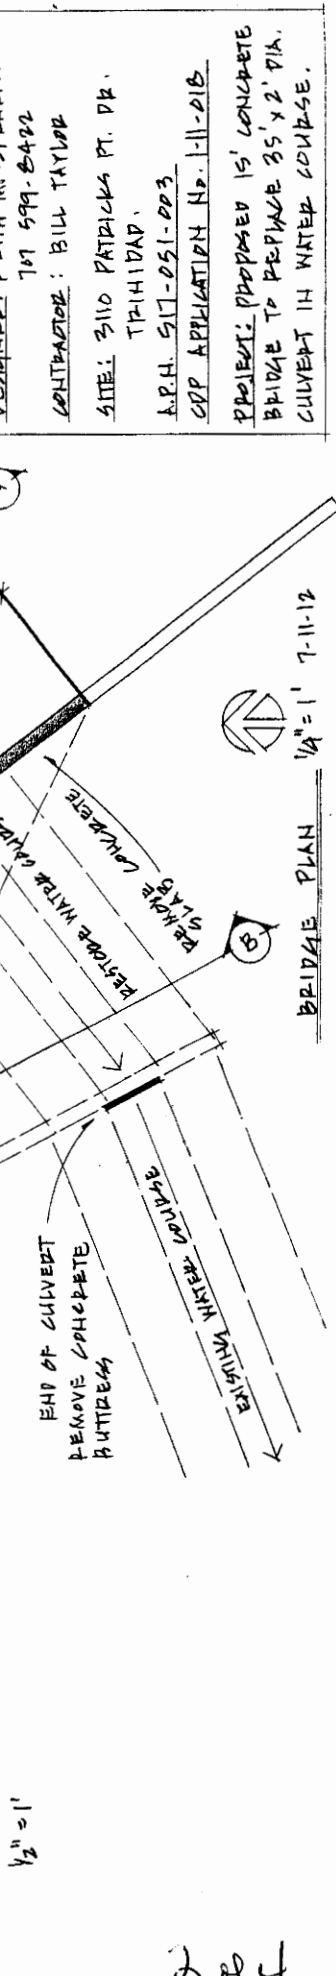 707 599-8422
CONTRACTOR: BILL TAYLOR
SITE: 3110 PATRICKS PT. DR.
TRINIDAD.
A.P.N. 517-051-003
CDP APPLICATION No. 1-11-018
PROJECT: PROPOSED 15' CONCRETE
BRIDGE TO REPLACE 35' x 2' DIA.
CULVERT IN WATER COURSE.
REMOVE CONCRETE
SLAB
RESTORE WATER
B
BRIDGE PLAN 1/4" = 1' 7-11-12
END OF CULVERT
REMOVE CONCRETE
BUTTRESS
EXISTING WATER COURSE
1/2" = 1'